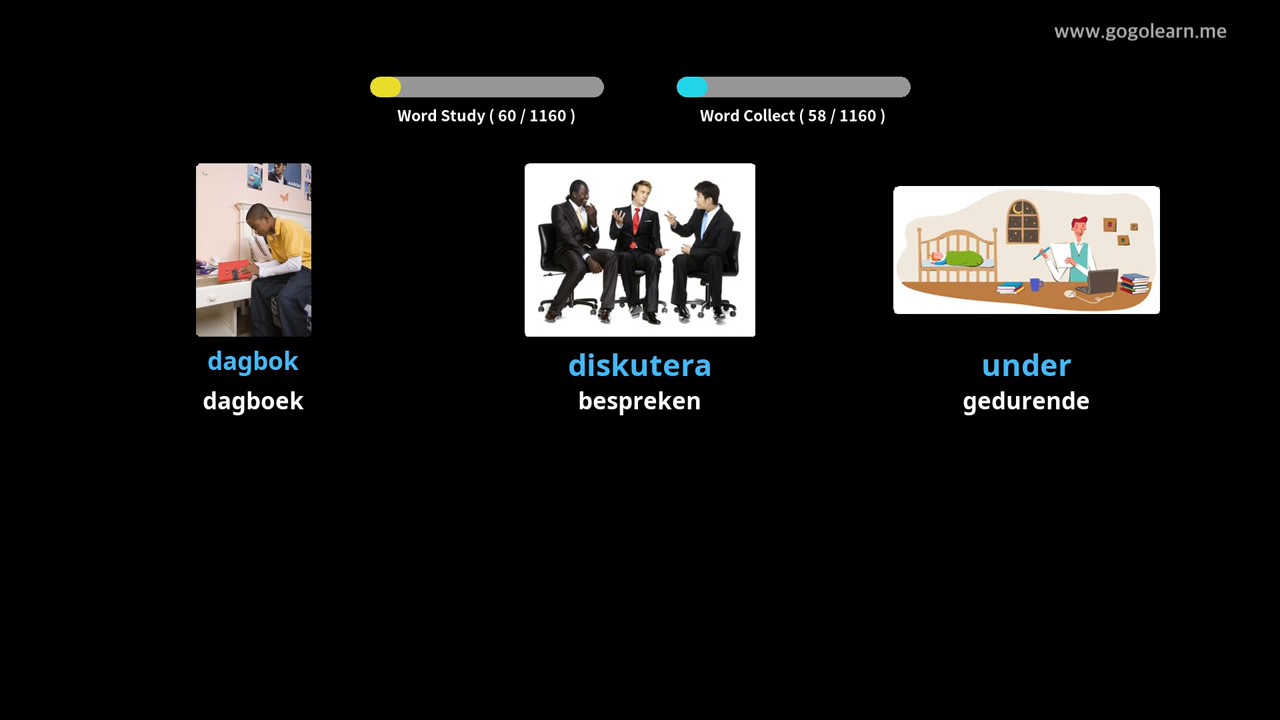 www.gogolearn.me
Word Study ( 60 / 1160 )
Word Collect ( 58 / 1160 )
dagbok
dagboek
diskutera
bespreken
under
gedurende